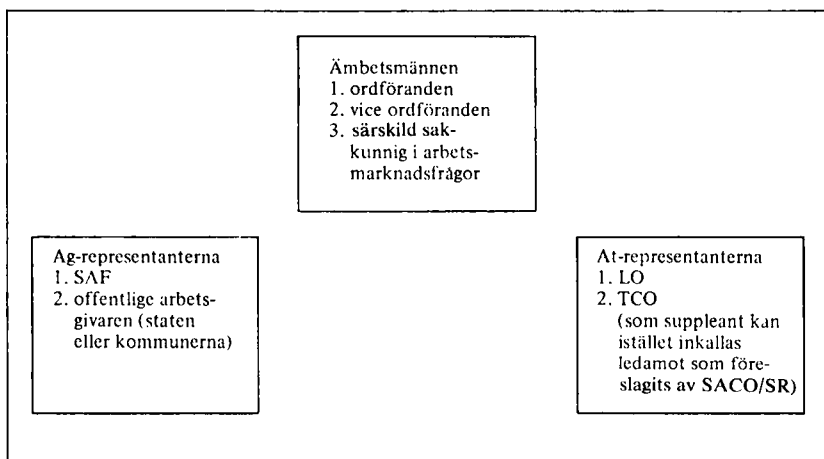 Ämbetsmännen
1. ordföranden
2. vice ordföranden
3. särskild sak-
kunnig i arbets-
marknadsfrågor
Ag-representanterna
1. SAF
2. offentlige arbets-
givaren (staten
eller kommunerna)
At-representanterna
1. LO
2. TCO
(som suppleant kan
istället inkallas
ledamot som före-
slagits av SACO/SR)